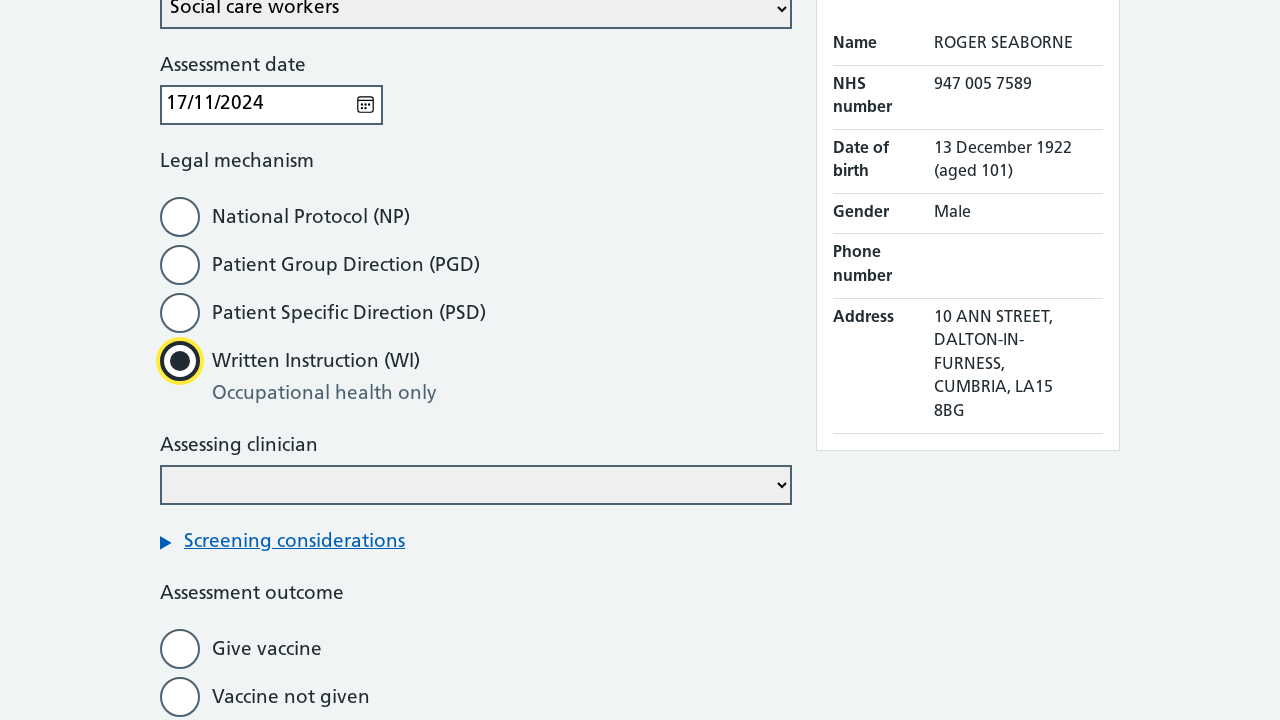 Social care workers
Assessment date
17/11/2024
Legal mechanism
National Protocol (NP)
Patient Group Direction (PGD)
Patient Specific Direction (PSD)
Written Instruction (WI)
Occupational health only
Assessing clinician
Screening considerations
Assessment outcome
Give vaccine
Vaccine not given
Name ROGER SEABORNE
NHS number 947 005 7589
Date of birth 13 December 1922 (aged 101)
Gender Male
Phone number
Address 10 ANN STREET,
DALTON-IN-
FURNESS,
CUMBRIA, LA15
8BG